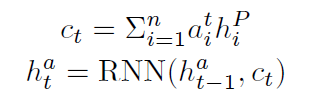 c_t = Σ_{i=1}^{n} a_i^t h_i^P
h_t^a = RNN(h_{t-1}^a, c_t)